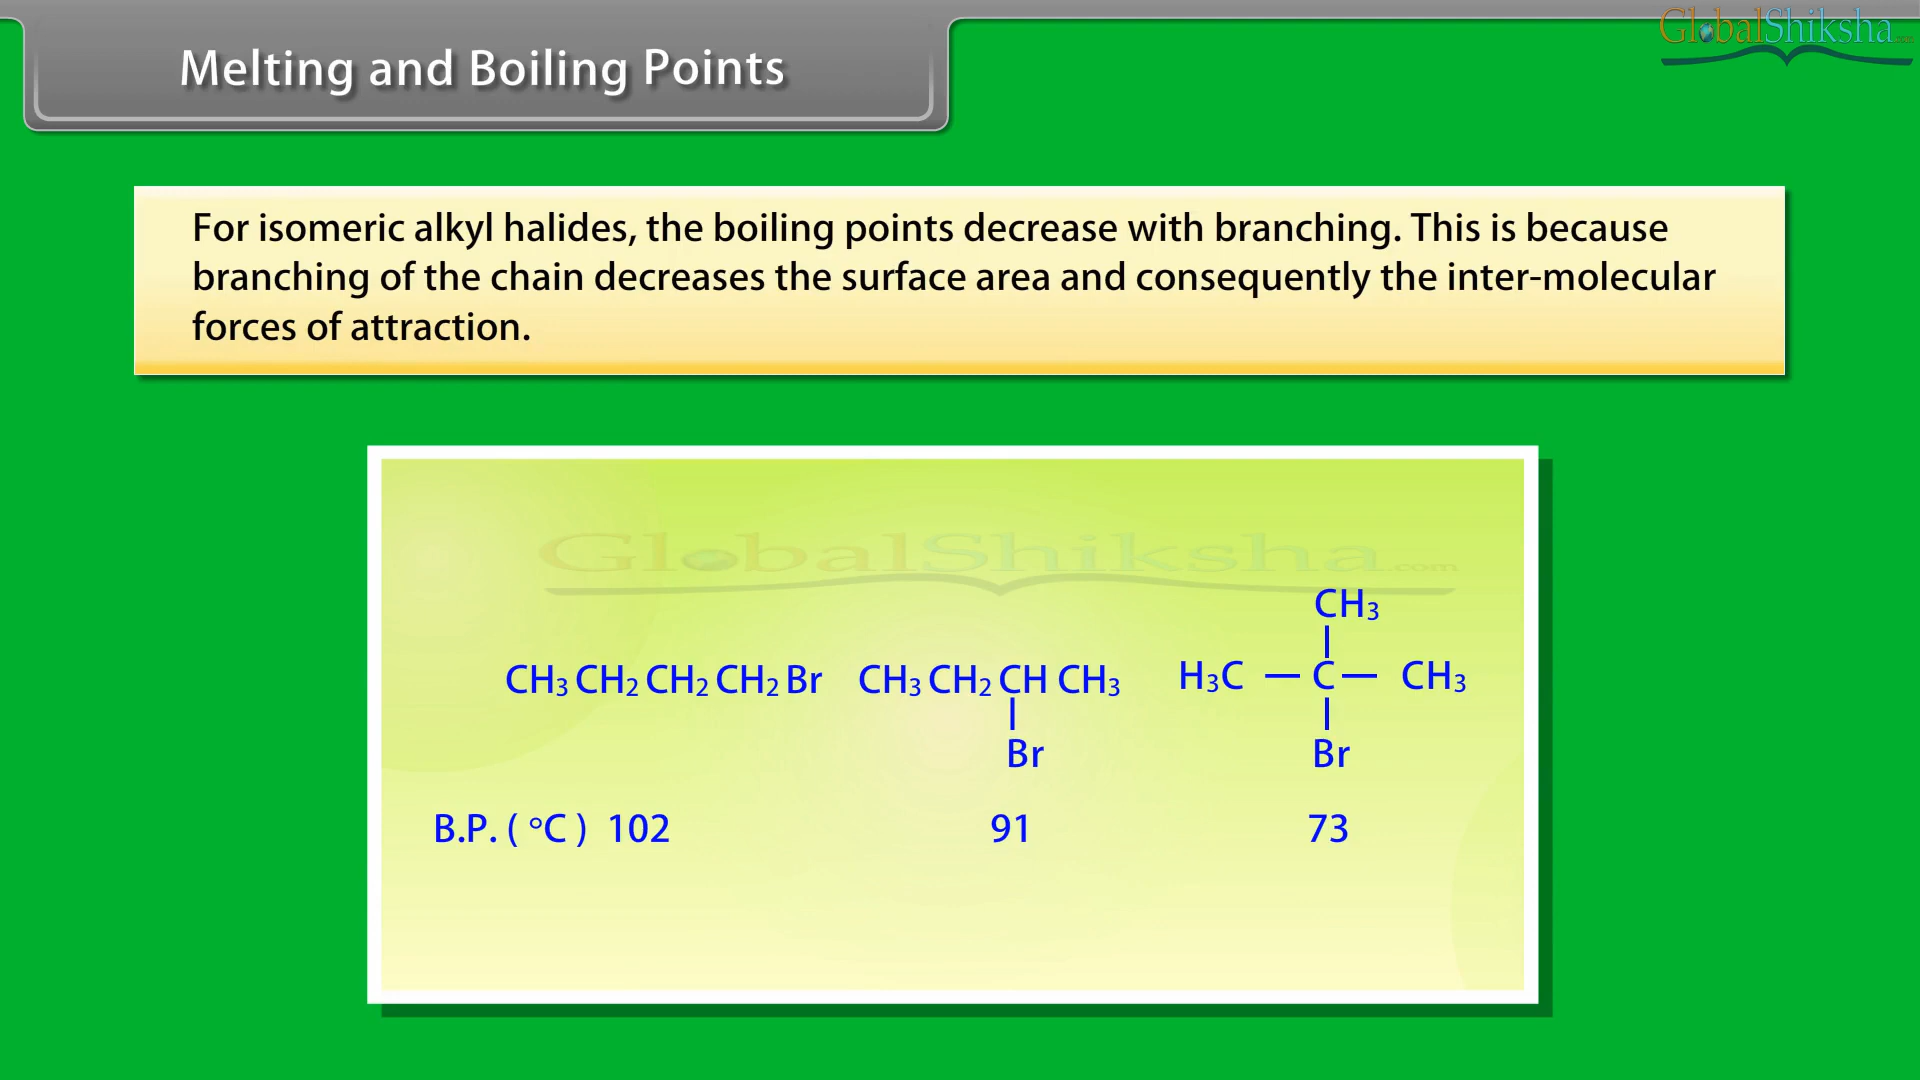 GlobalShiksha.com
Melting and Boiling Points
For isomeric alkyl halides, the boiling points decrease with branching. This is because
branching of the chain decreases the surface area and consequently the inter-molecular
forces of attraction.
GlobalShiksha.com
CH₃
CH₃ CH₂ CH₂ CH₂ Br CH₃ CH₂ CH CH₃ H₃C — C — CH₃
Br Br
B.P. ( °C ) 102 91 73